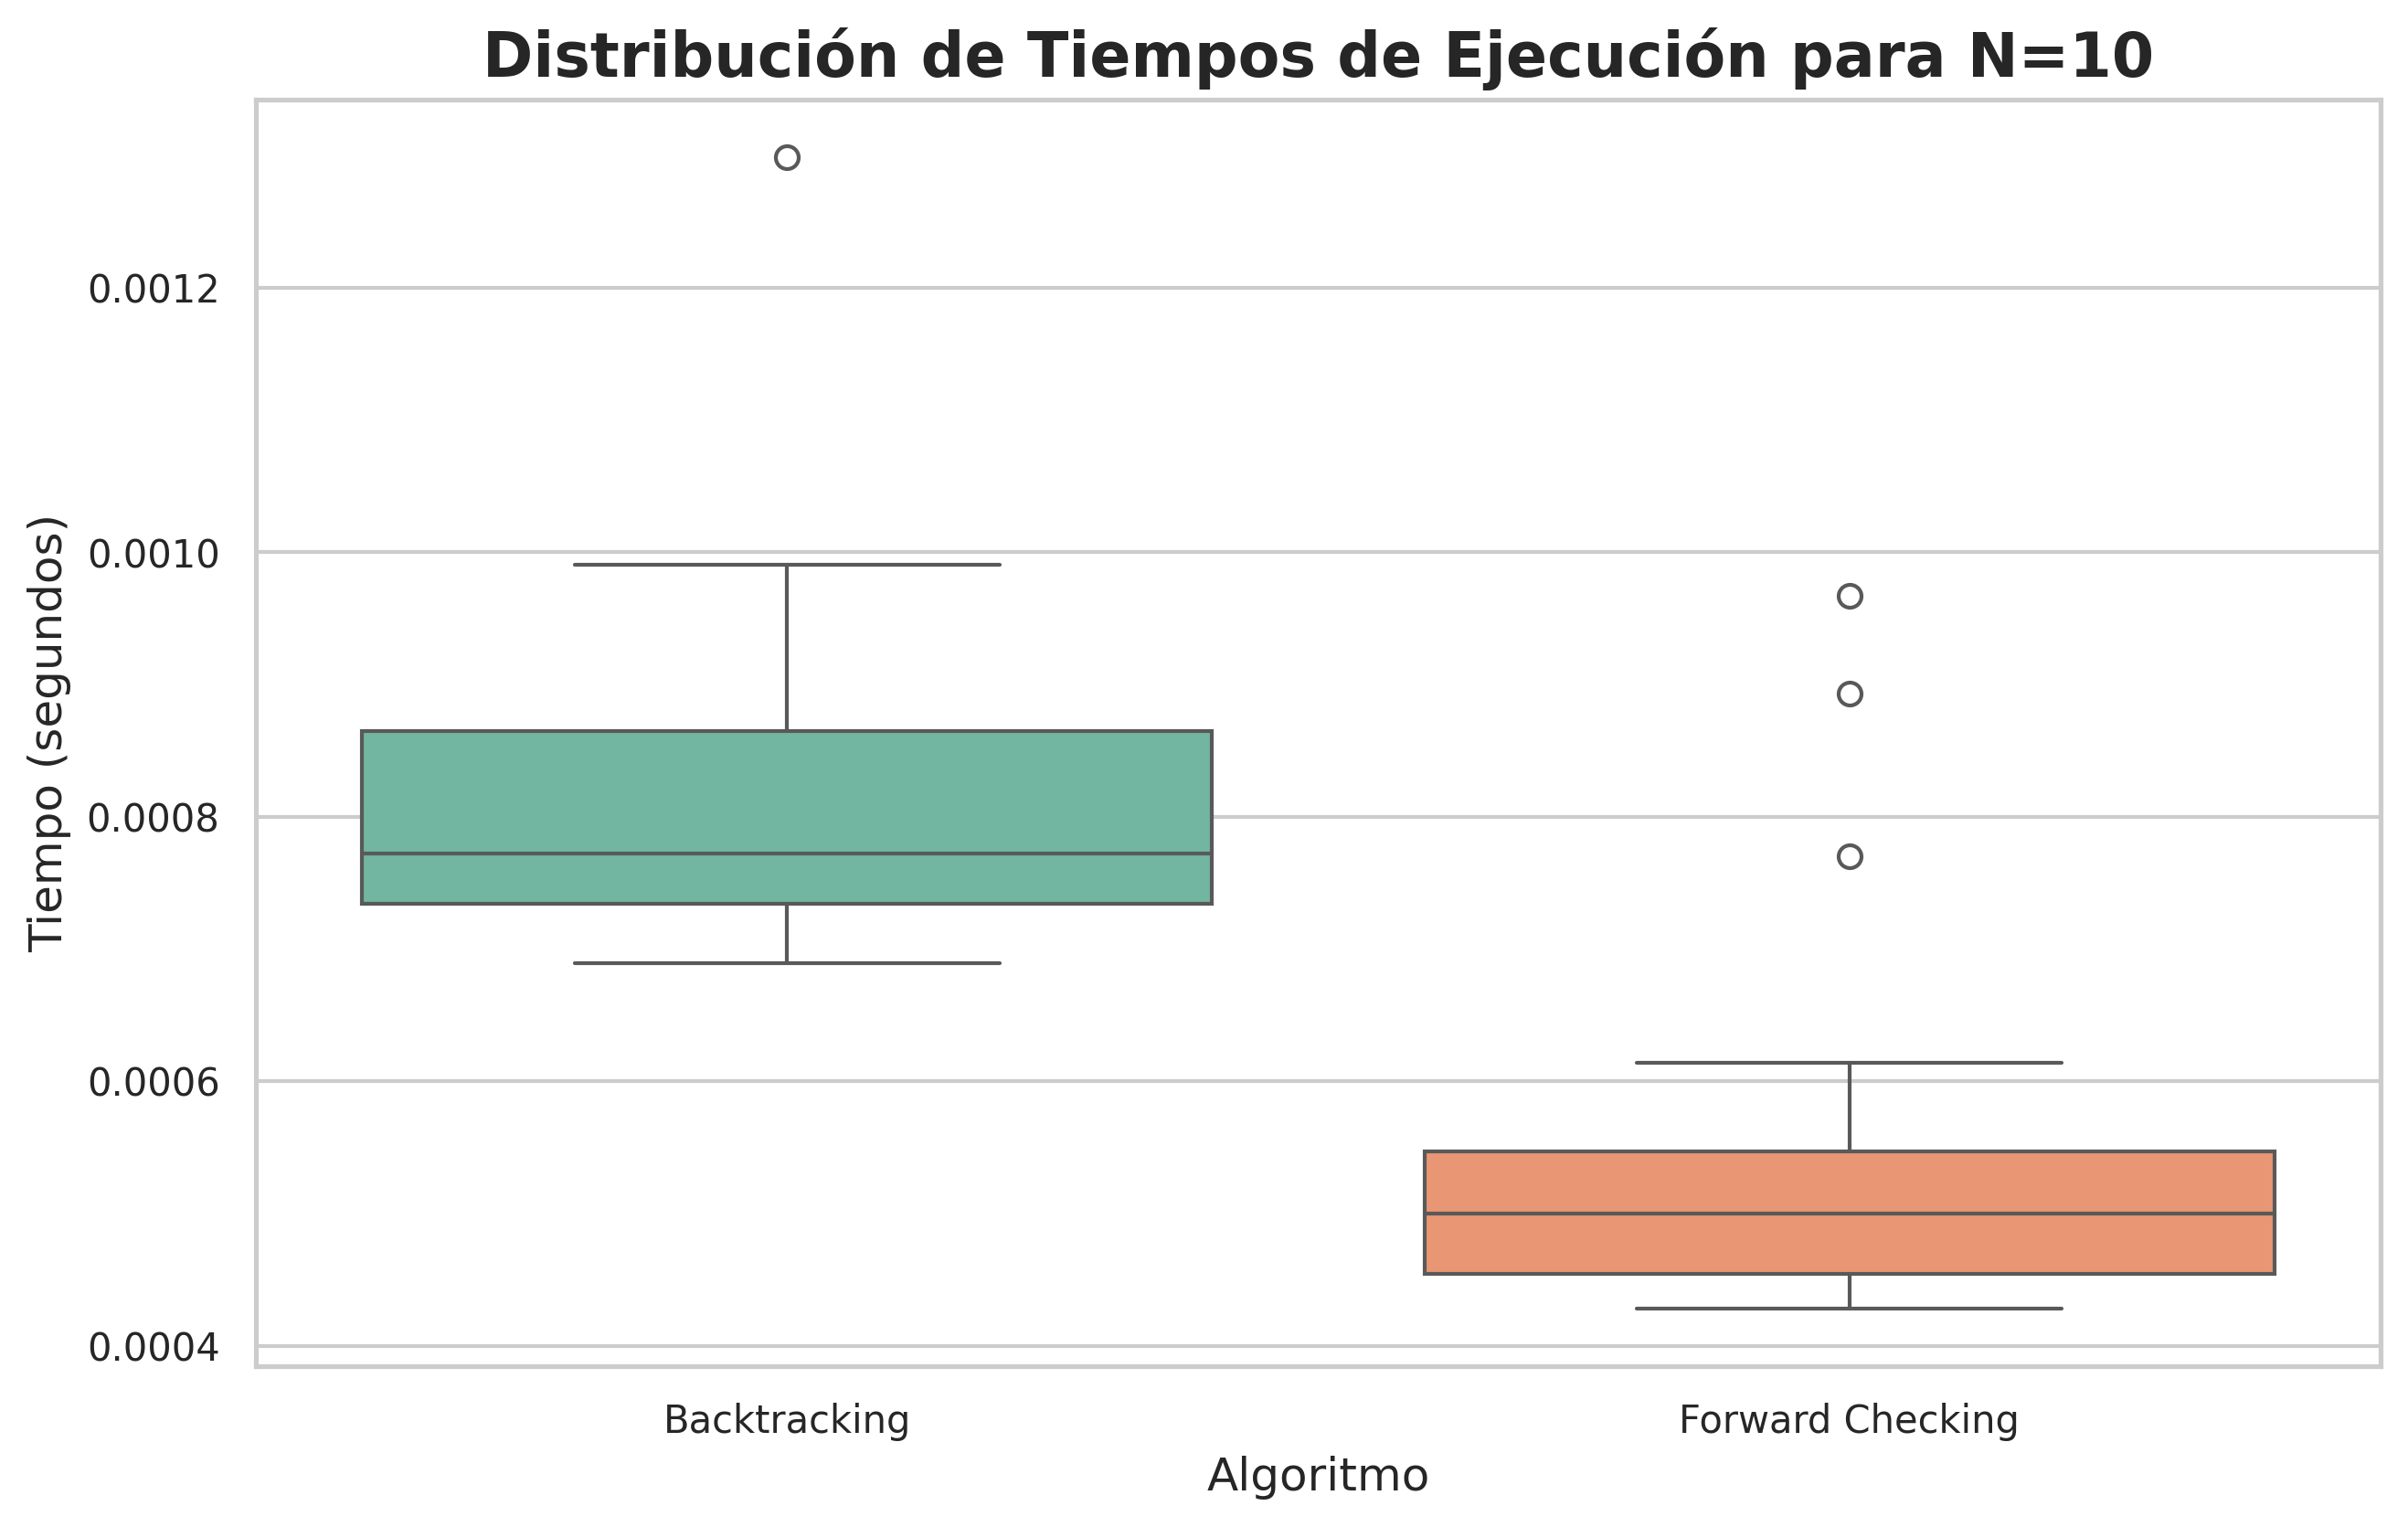 Distribución de Tiempos de Ejecución para N=10
Tiempo (segundos)
0.0012
0.0010
0.0008
0.0006
0.0004
Backtracking
Forward Checking
Algoritmo